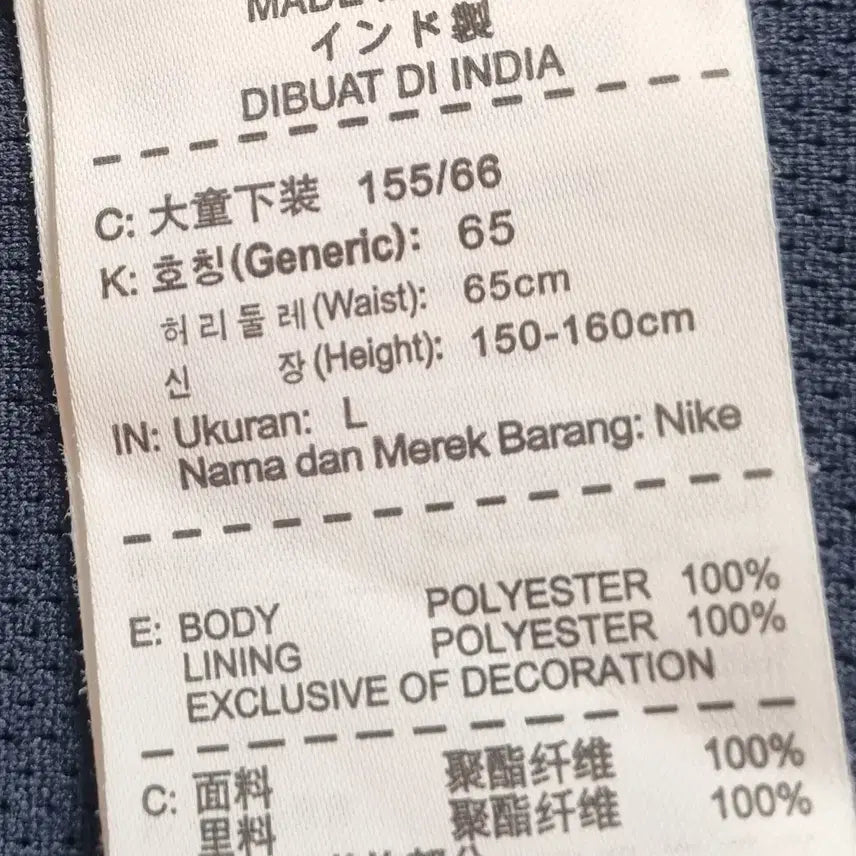 MADE
インド製
DIBUAT DI INDIA
C: 大童下装 155/66
K: 호칭(Generic): 65
허리둘레(Waist): 65cm
신 장(Height): 150-160cm
IN: Ukuran: L
Nama dan Merek Barang: Nike
E: BODY POLYESTER 100%
LINING POLYESTER 100%
EXCLUSIVE OF DECORATION
C: 面料 聚酯纤维 100%
里料 聚酯纤维 100%